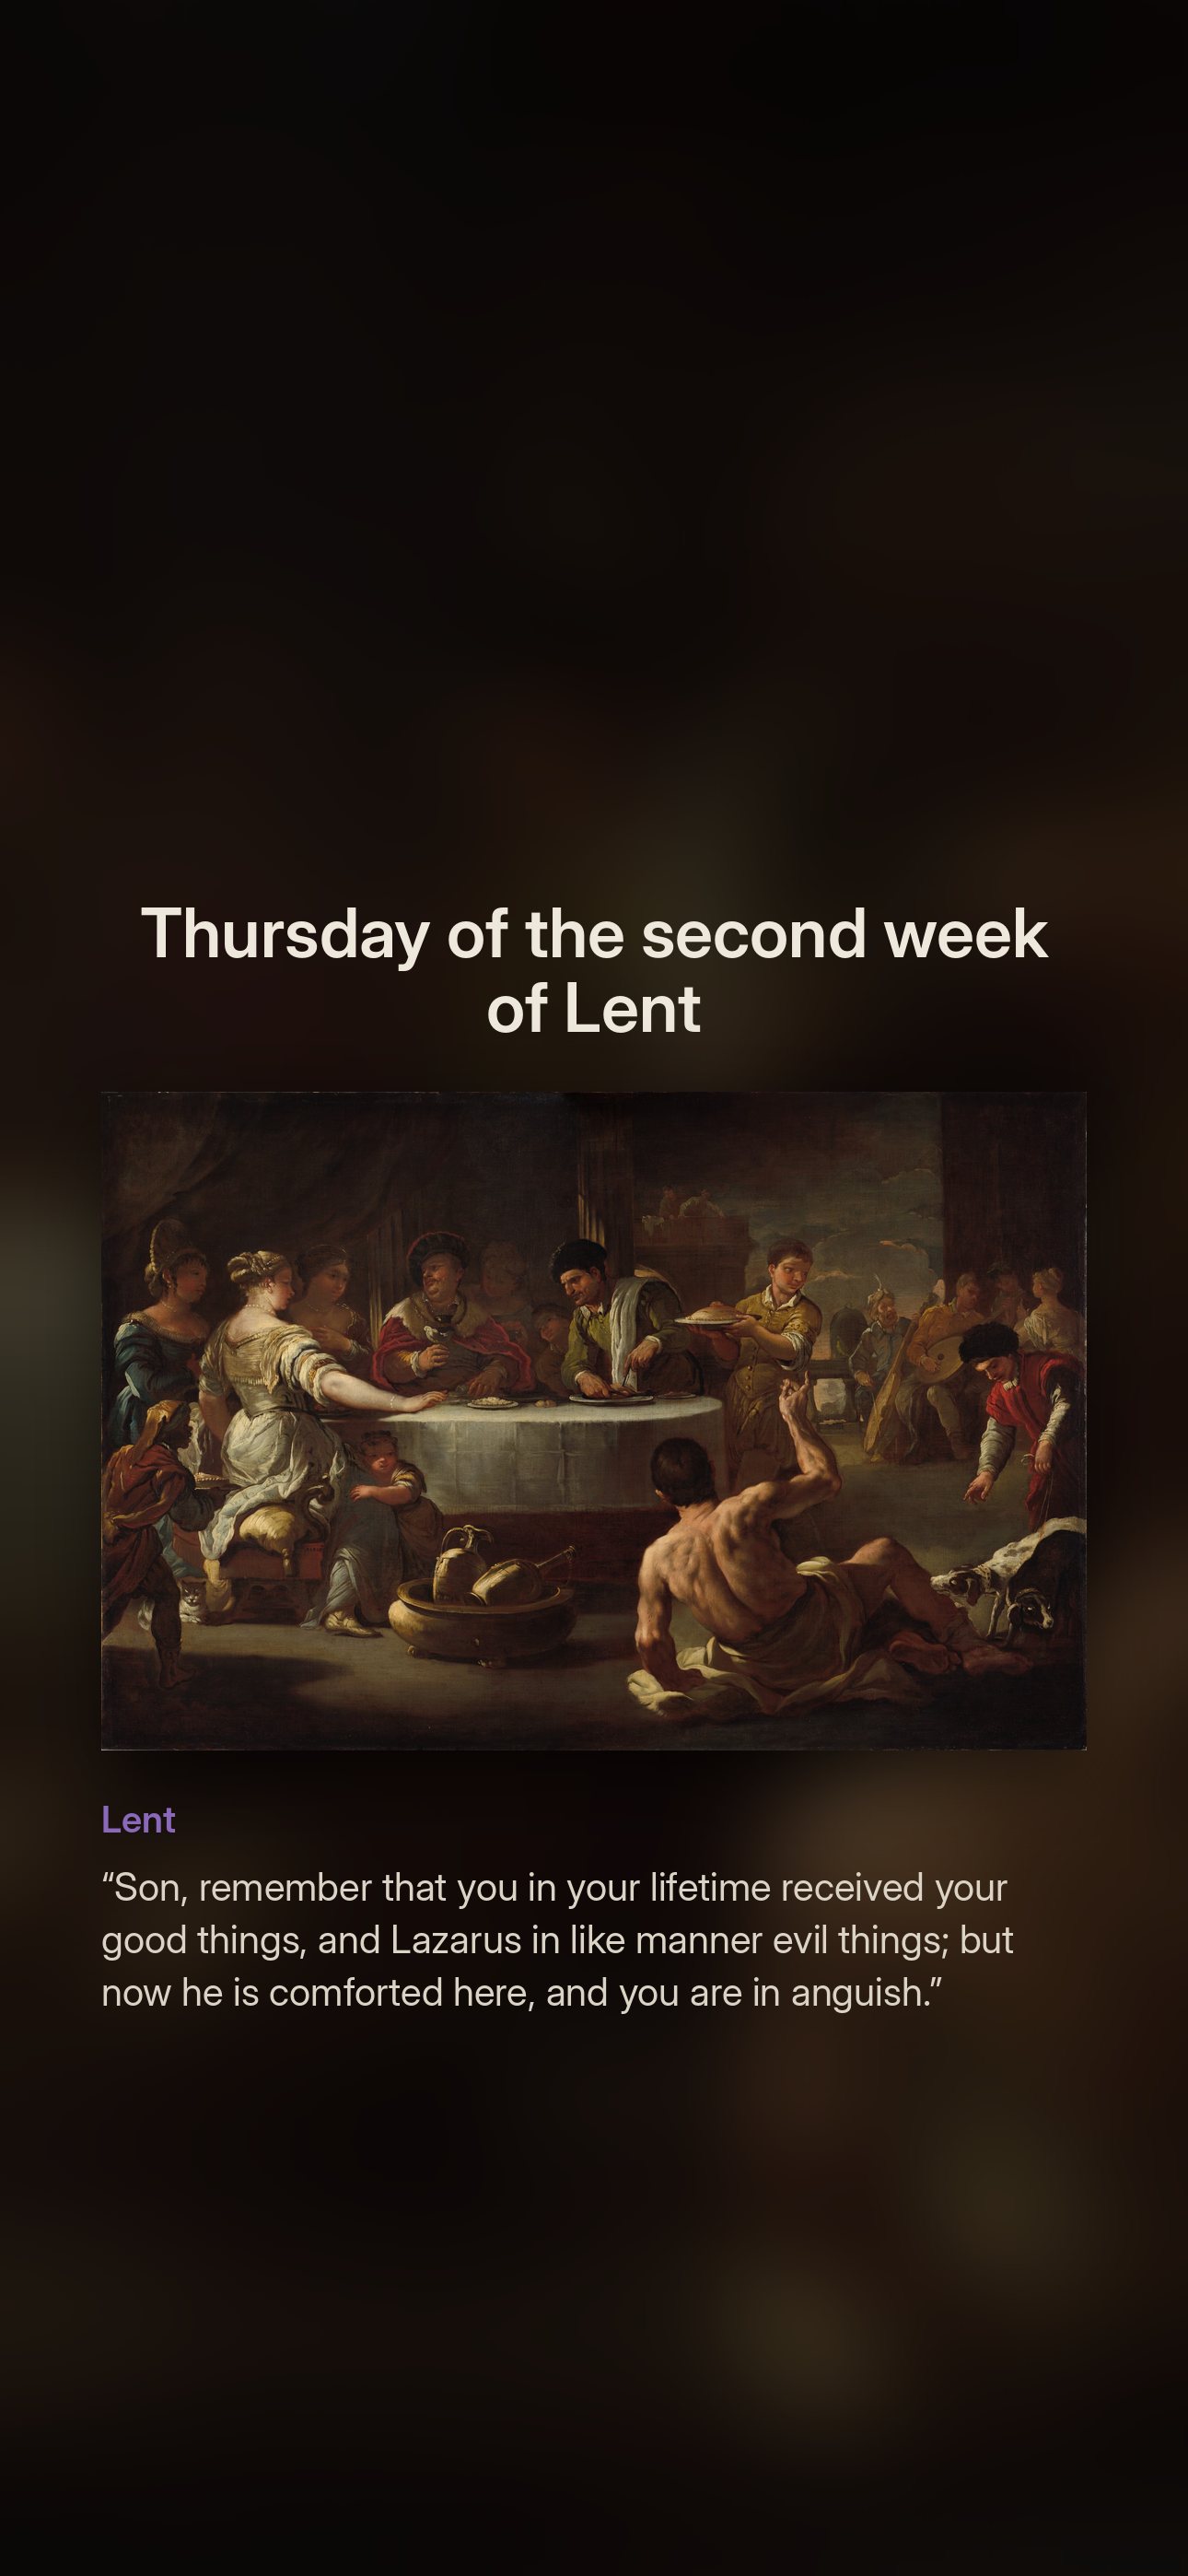 Thursday of the second week
of Lent
Lent
“Son, remember that you in your lifetime received your
good things, and Lazarus in like manner evil things; but
now he is comforted here, and you are in anguish.”